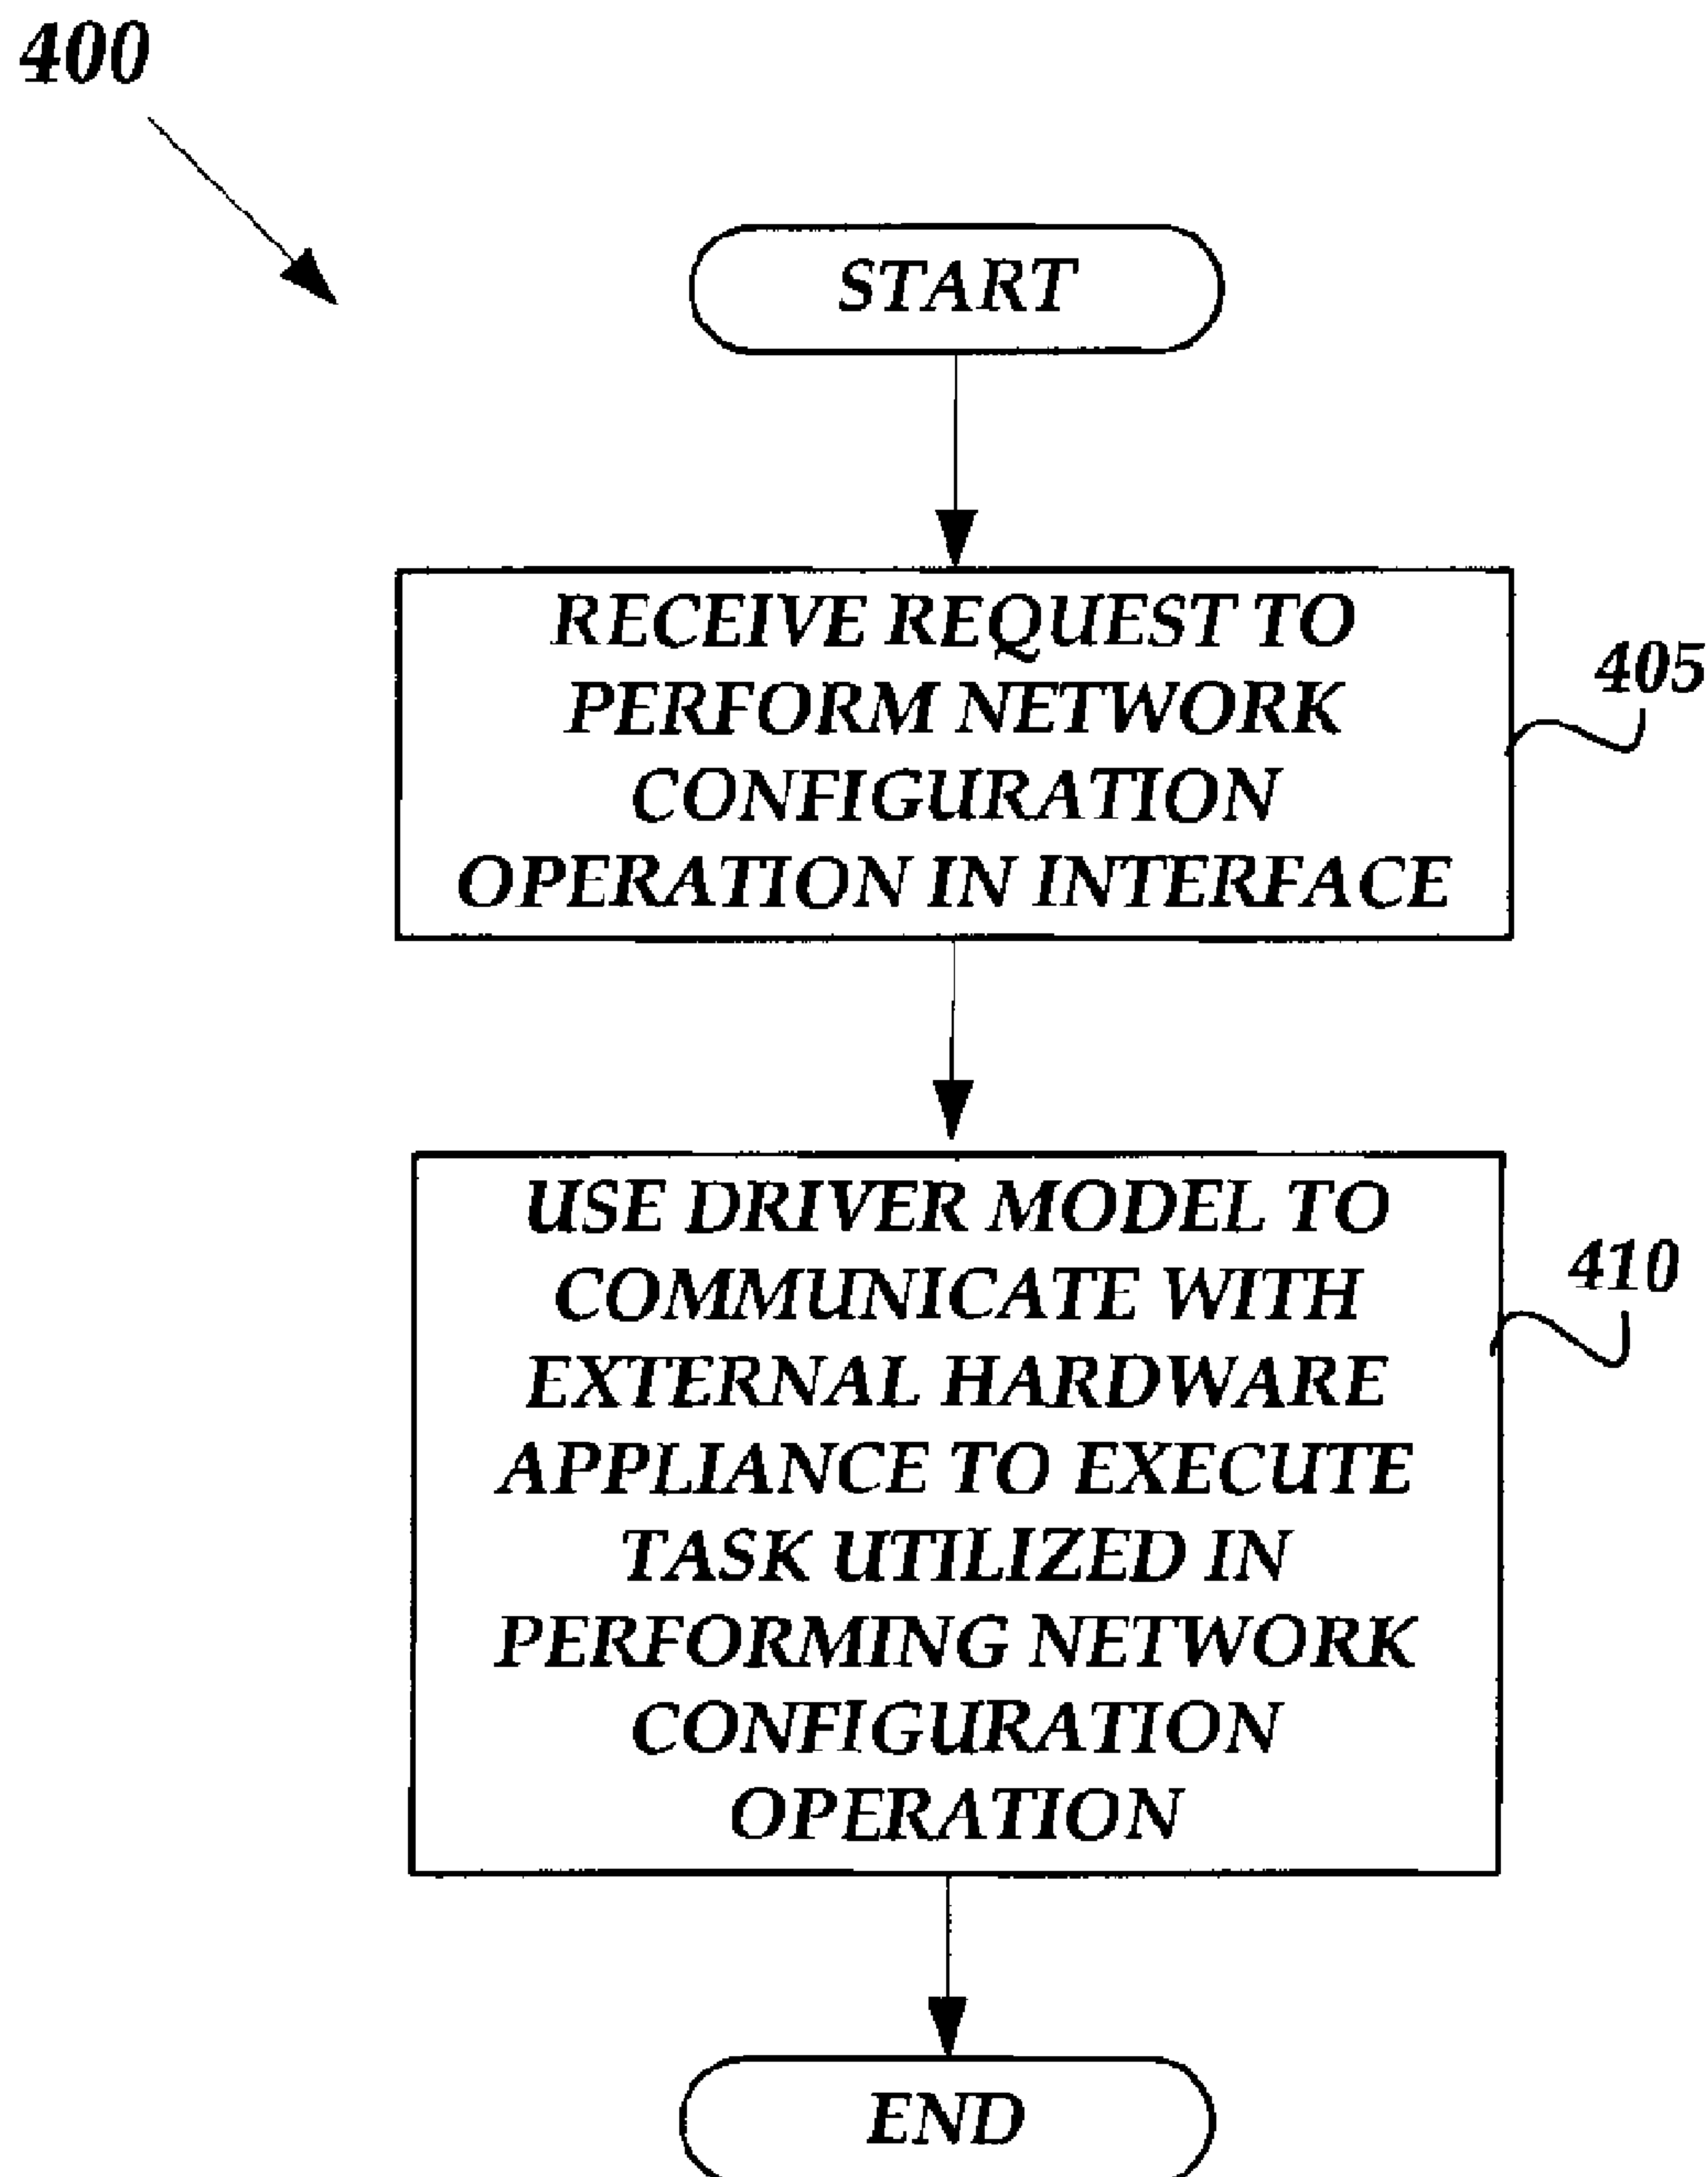 400
START
RECEIVE REQUEST TO
PERFORM NETWORK
CONFIGURATION
OPERATION IN INTERFACE
405
USE DRIVER MODEL TO
COMMUNICATE WITH
EXTERNAL HARDWARE
APPLIANCE TO EXECUTE
TASK UTILIZED IN
PERFORMING NETWORK
CONFIGURATION
OPERATION
410
END